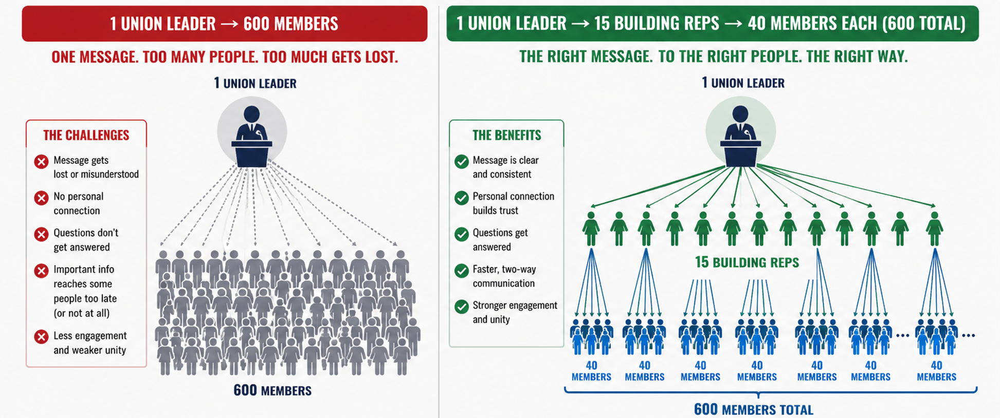 1 UNION LEADER → 600 MEMBERS
ONE MESSAGE. TOO MANY PEOPLE. TOO MUCH GETS LOST.
1 UNION LEADER
THE CHALLENGES
Message gets
lost or misunderstood
No personal
connection
Questions don't
get answered
Important info
reaches some
people too late
(or not at all)
Less engagement
and weaker unity
600 MEMBERS
1 UNION LEADER → 15 BUILDING REPS → 40 MEMBERS EACH (600 TOTAL)
THE RIGHT MESSAGE. TO THE RIGHT PEOPLE. THE RIGHT WAY.
1 UNION LEADER
THE BENEFITS
Message is clear
and consistent
Personal connection
builds trust
Questions get
answered
Faster, two-way
communication
Stronger engagement
and unity
15 BUILDING REPS
40
MEMBERS
40
MEMBERS
40
MEMBERS
40
MEMBERS
40
MEMBERS
40
MEMBERS
40
MEMBERS
600 MEMBERS TOTAL